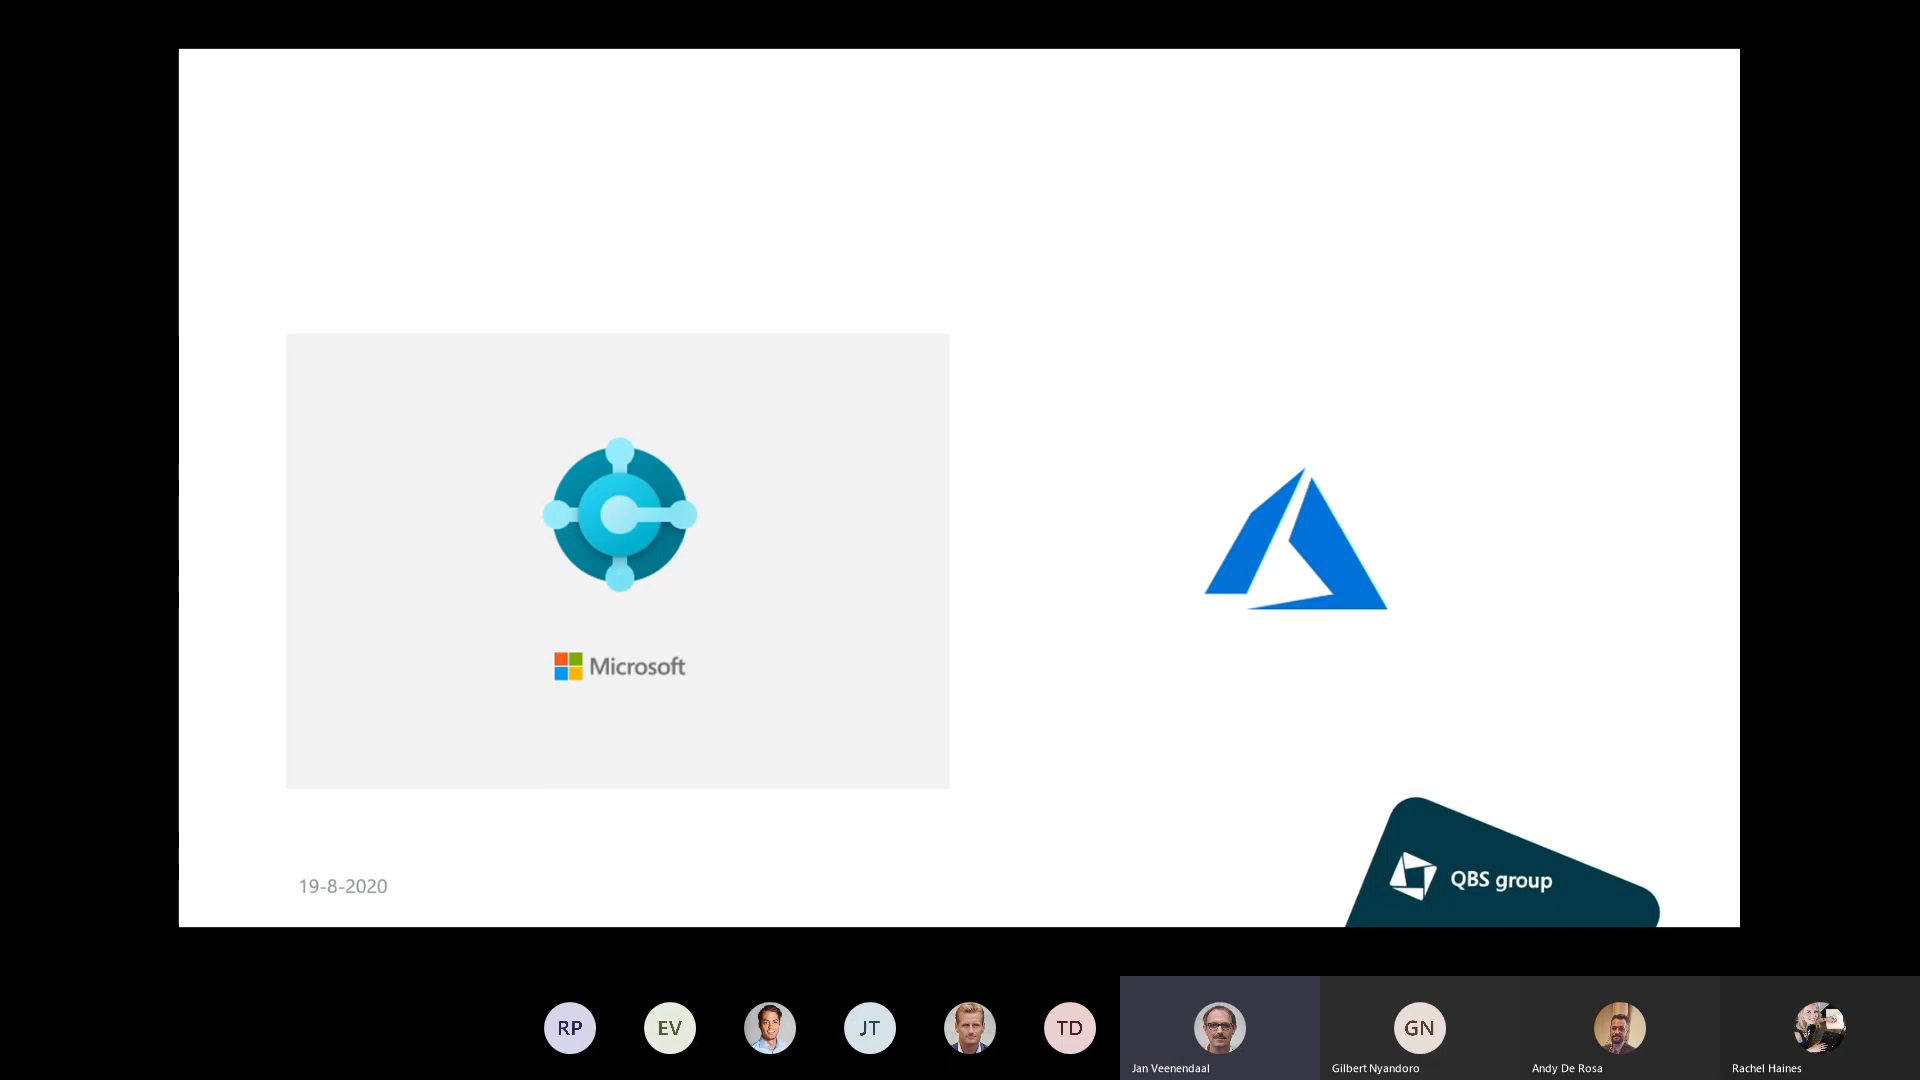 Microsoft
19-8-2020
QBS group
RP
EV
JT
TD
GN
Jan Veenendaal
Gilbert Nyandoro
Andy De Rosa
Rachel Haines